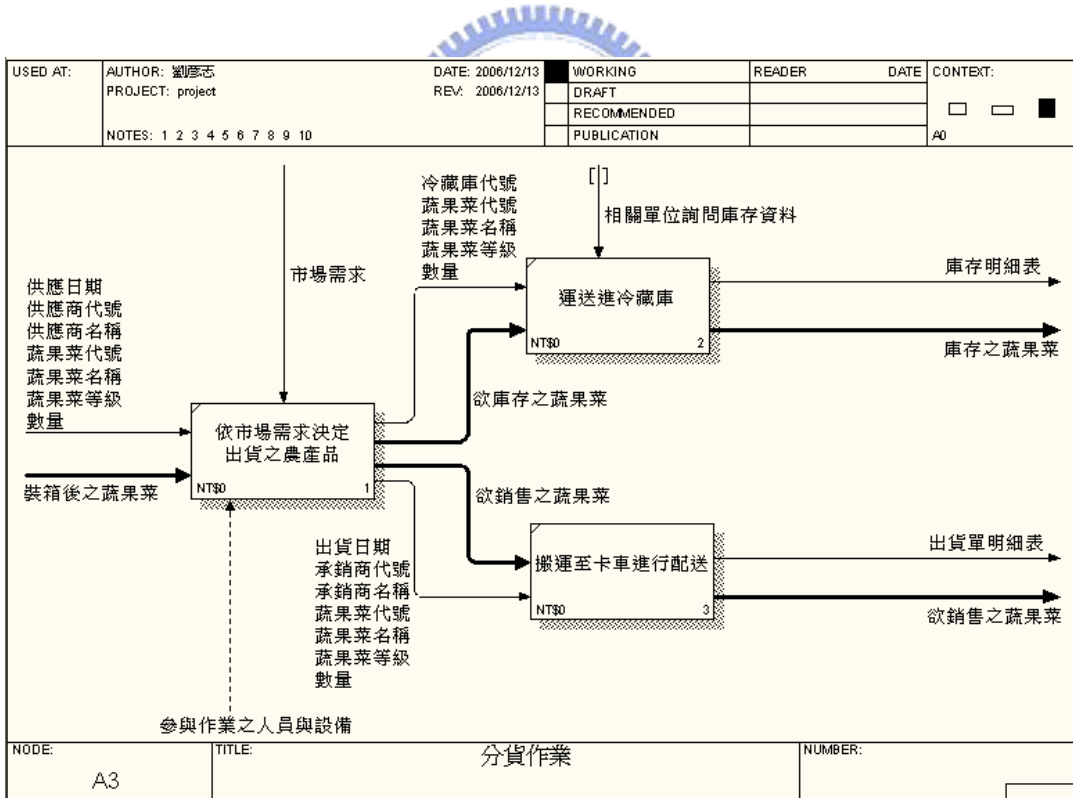 USED AT:
AUTHOR: 劉彥志
DATE: 2006/12/13
PROJECT: project
REV: 2006/12/13
NOTES: 1 2 3 4 5 6 7 8 9 10
WORKING
DRAFT
RECOMMENDED
PUBLICATION
READER
DATE
CONTEXT:
A0
市場需求
冷藏庫代號
蔬果菜代號
蔬果菜名稱
蔬果菜等級
數量
[ ]
相關單位詢問庫存資料
供應日期
供應商代號
供應商名稱
蔬果菜代號
蔬果菜名稱
蔬果菜等級
數量
裝箱後之蔬果菜
依市場需求決定
出貨之農產品
NT$0
1
運送進冷藏庫
NT$0
2
庫存明細表
庫存之蔬果菜
欲庫存之蔬果菜
欲銷售之蔬果菜
出貨日期
承銷商代號
承銷商名稱
蔬果菜代號
蔬果菜名稱
蔬果菜等級
數量
搬運至卡車進行配送
NT$0
3
出貨單明細表
欲銷售之蔬果菜
參與作業之人員與設備
NODE:
A3
TITLE:
分貨作業
NUMBER: